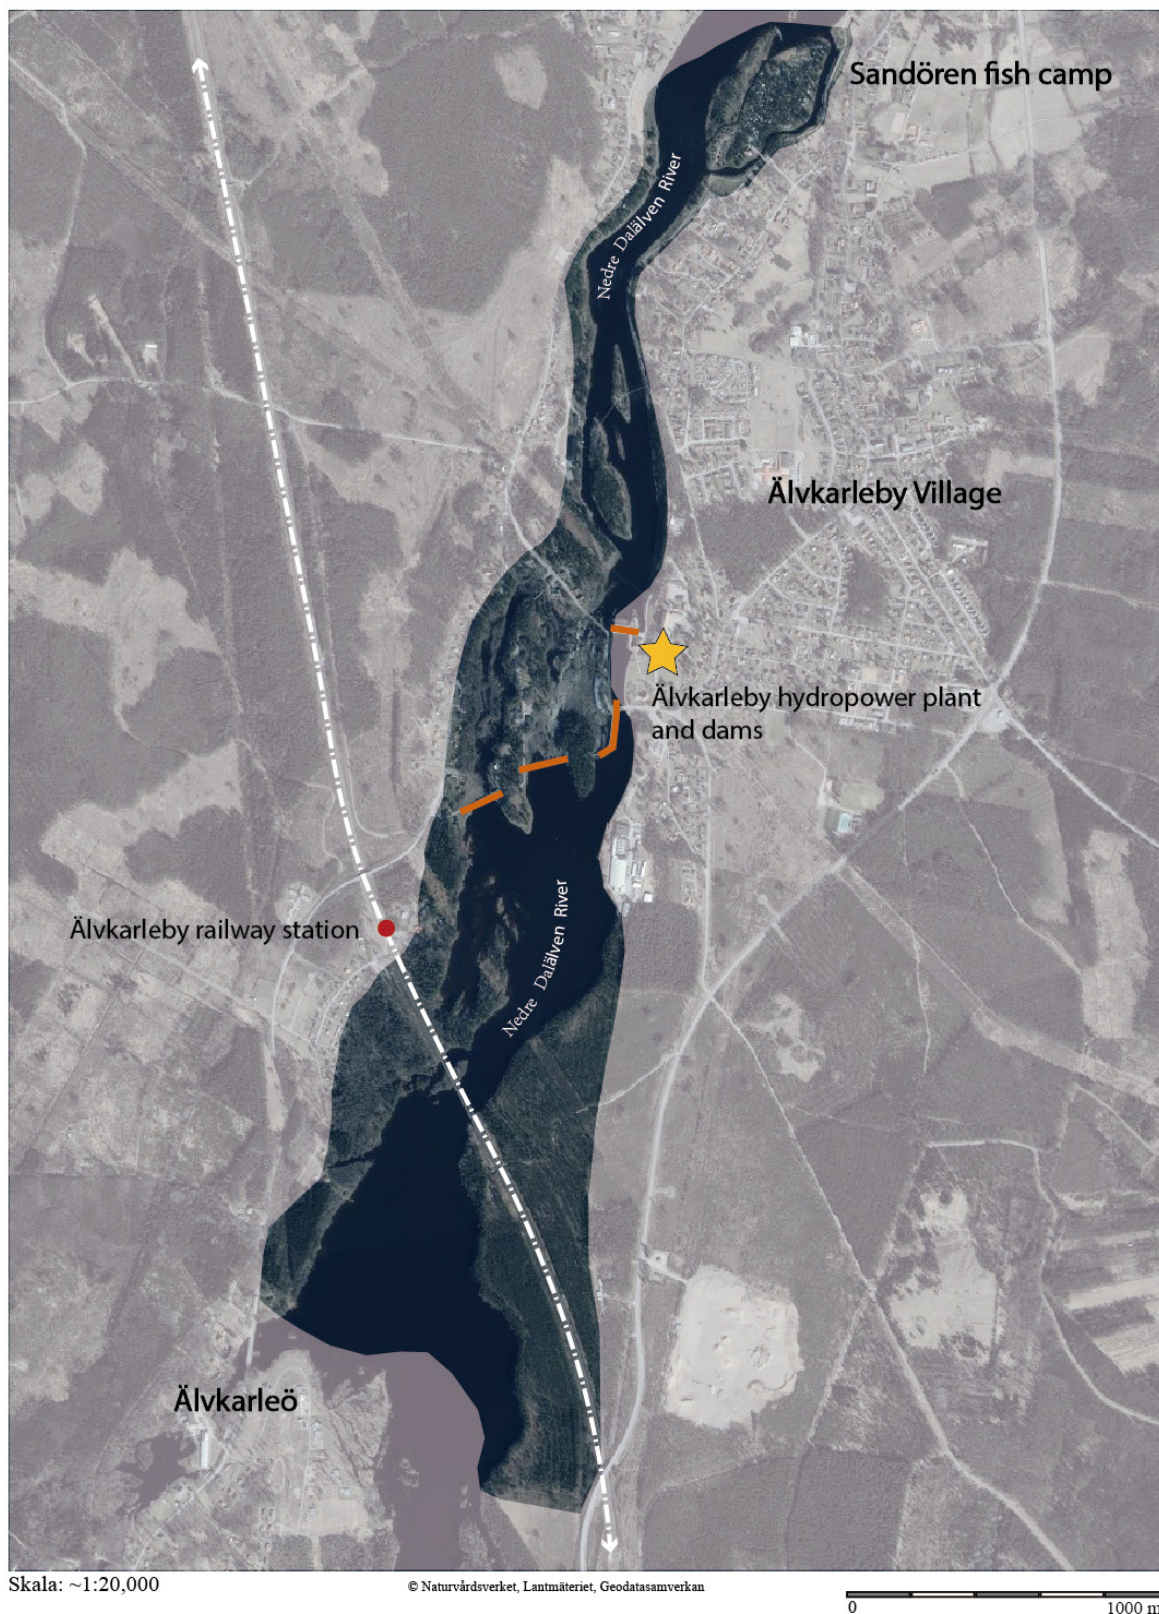 Sandören fish camp
Nedre Dalälven River
Älvkarleby Village
Älvkarleby hydropower plant
and dams
Älvkarleby railway station
Nedre Dalälven River
Älvkarleö
Skala: ~1:20,000
© Naturvårdsverket, Lantmäteriet, Geodatasamverkan
0
1000 m